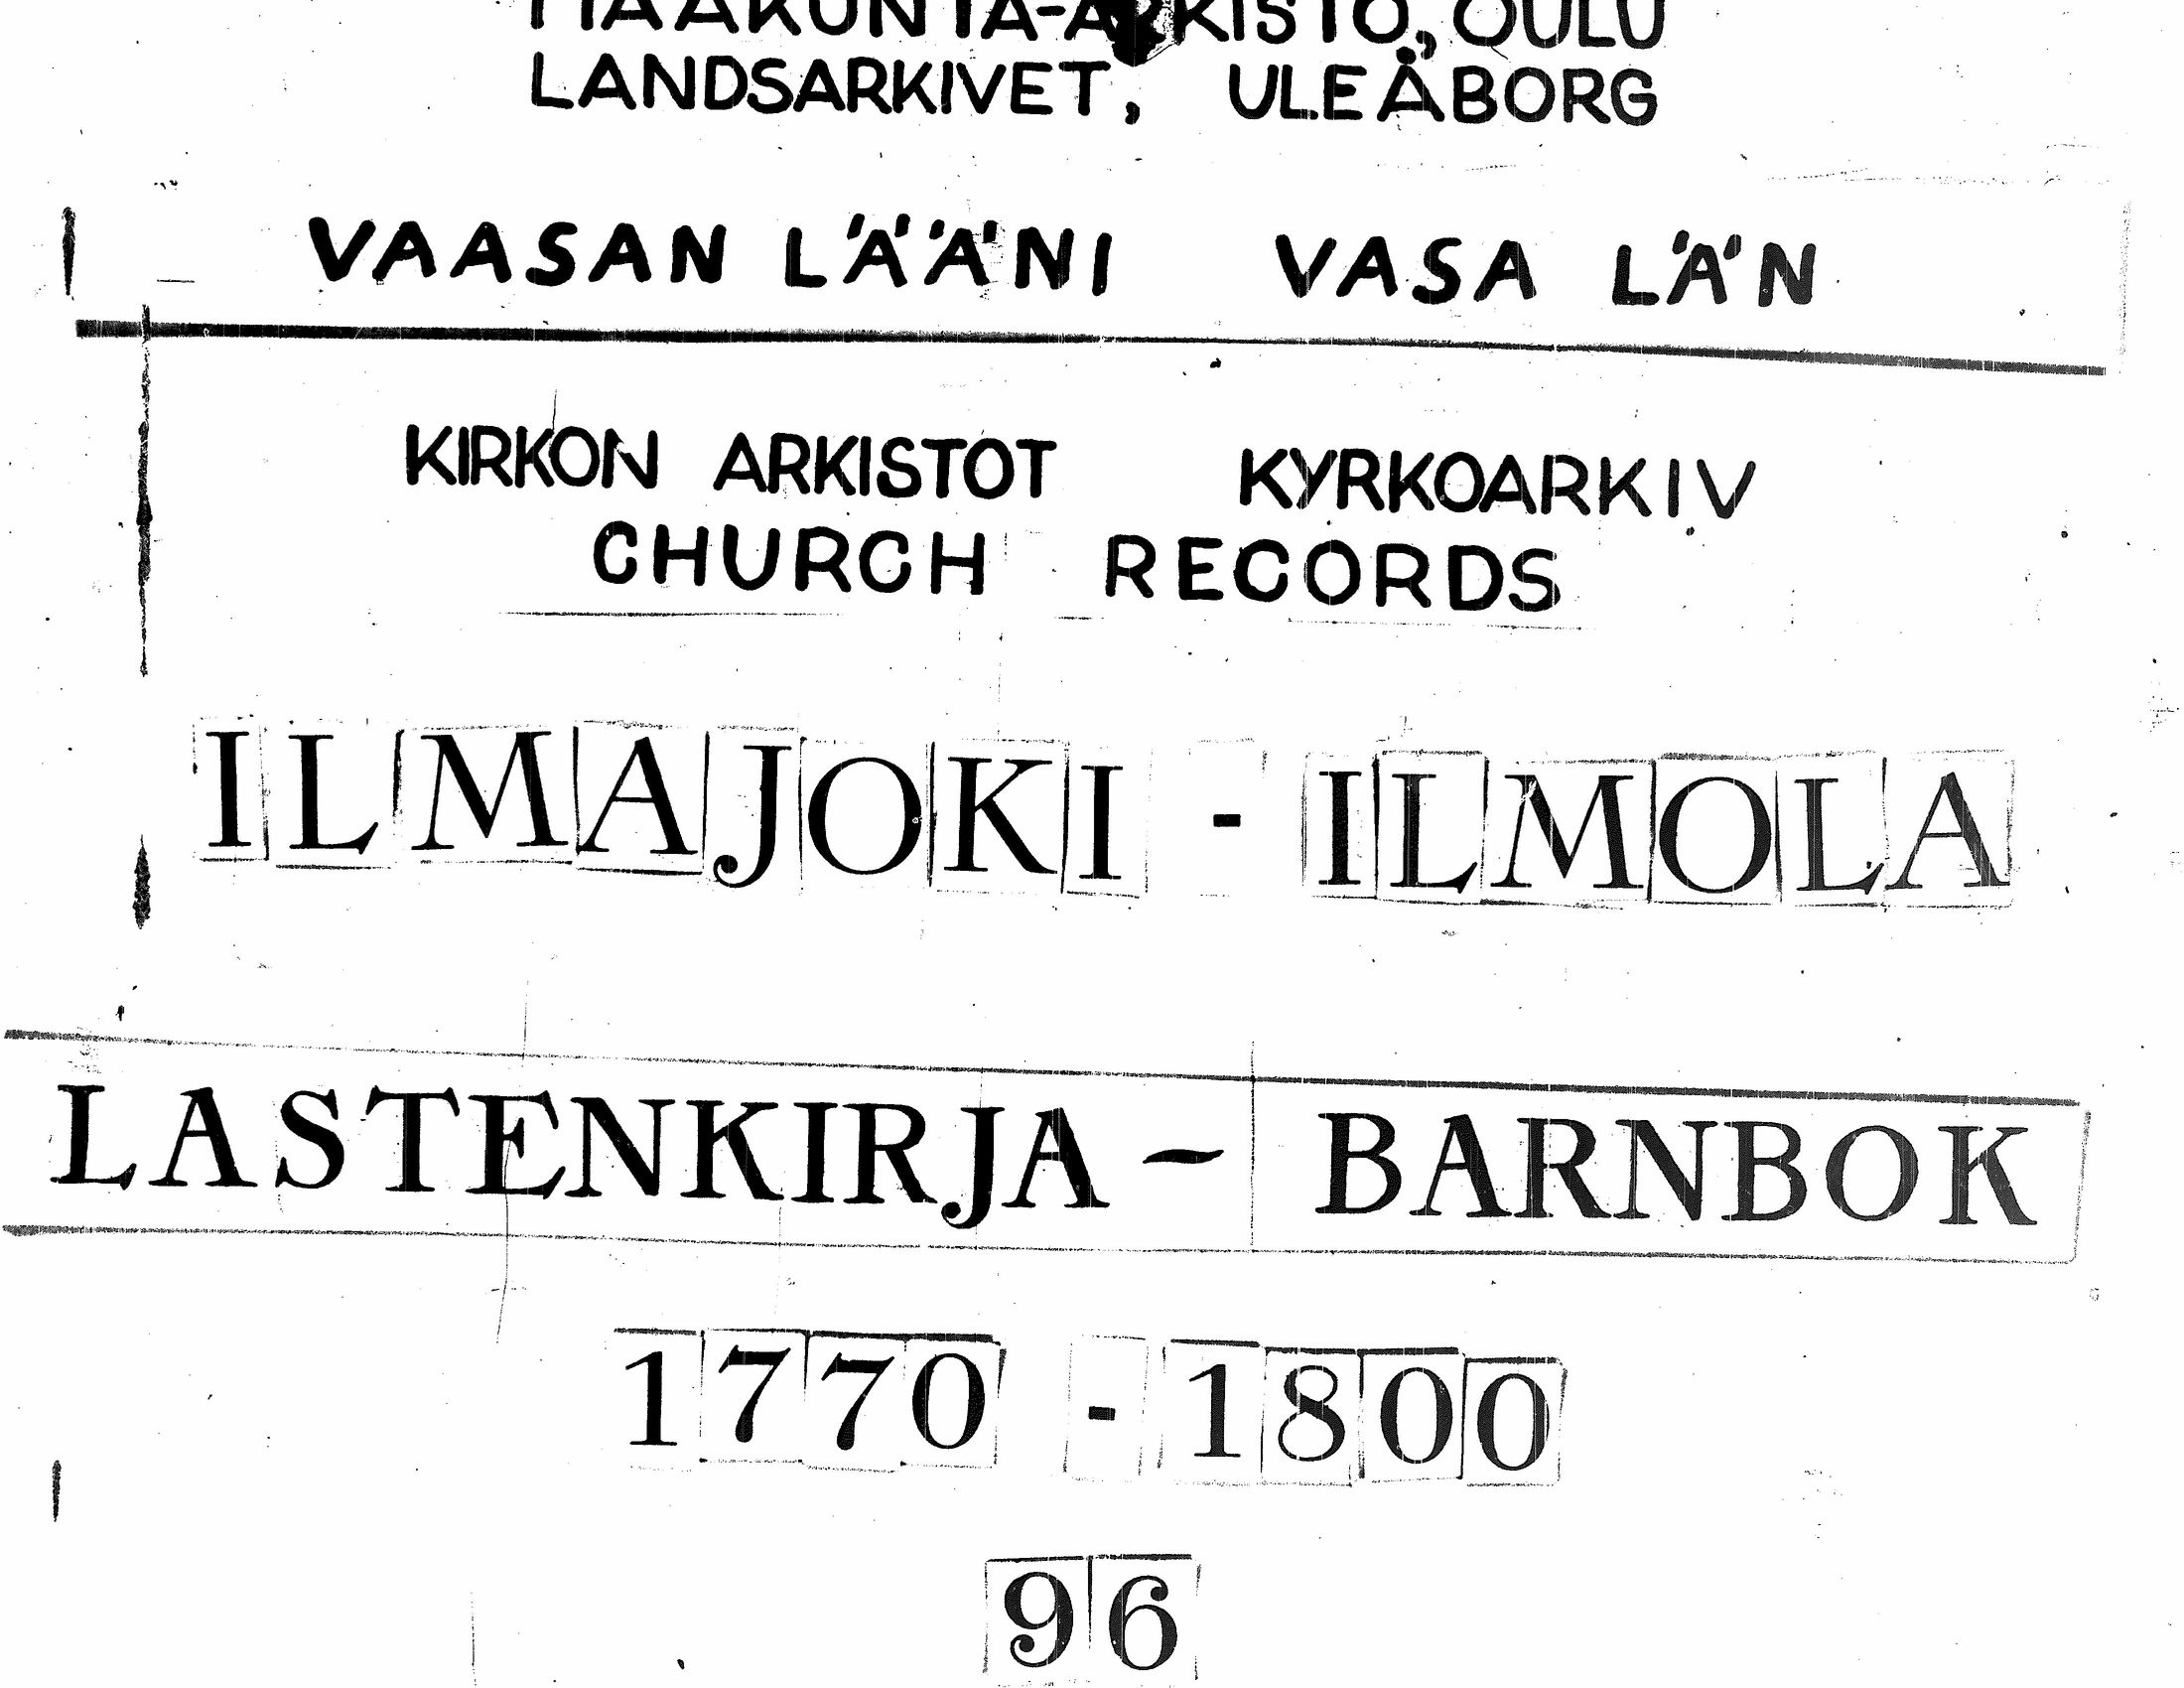 MAAKUNTA-ARKISTO, OULU
LANDSARKIVET, ULEÅBORG
VAASAN LÄÄNI VASA LÄN
KIRKON ARKISTOT KYRKOARKIV
CHURCH RECORDS
ILMAJOKI - ILMOLA
LASTENKIRJA - BARNBOK
1770 - 1800
96